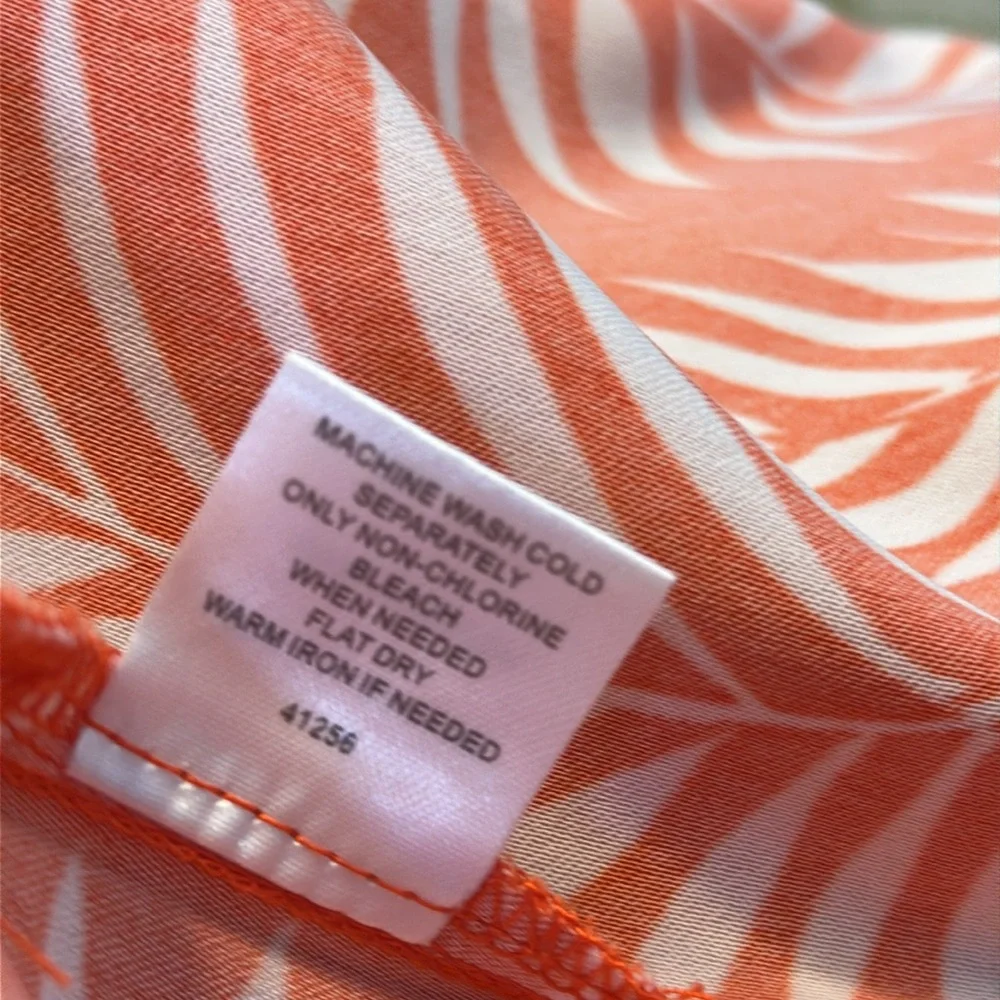 MACHINE WASH COLD
SEPARATELY
ONLY NON-CHLORINE
BLEACH
WHEN NEEDED
FLAT DRY
WARM IRON IF NEEDED
41256